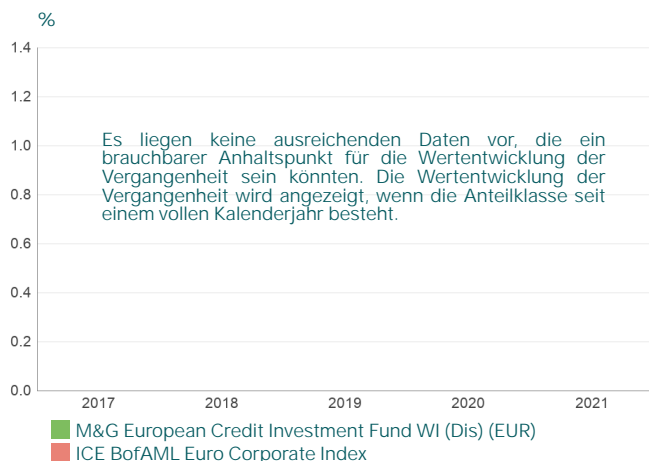 %
1.4
1.2
1.0
0.8
0.6
0.4
0.2
0.0
Es liegen keine ausreichenden Daten vor, die ein
brauchbarer Anhaltspunkt für die Wertentwicklung der
Vergangenheit sein könnten. Die Wertentwicklung der
Vergangenheit wird angezeigt, wenn die Anteilklasse seit
einem vollen Kalenderjahr besteht.
2017 2018 2019 2020 2021
M&G European Credit Investment Fund WI (Dis) (EUR)
ICE BofAML Euro Corporate Index